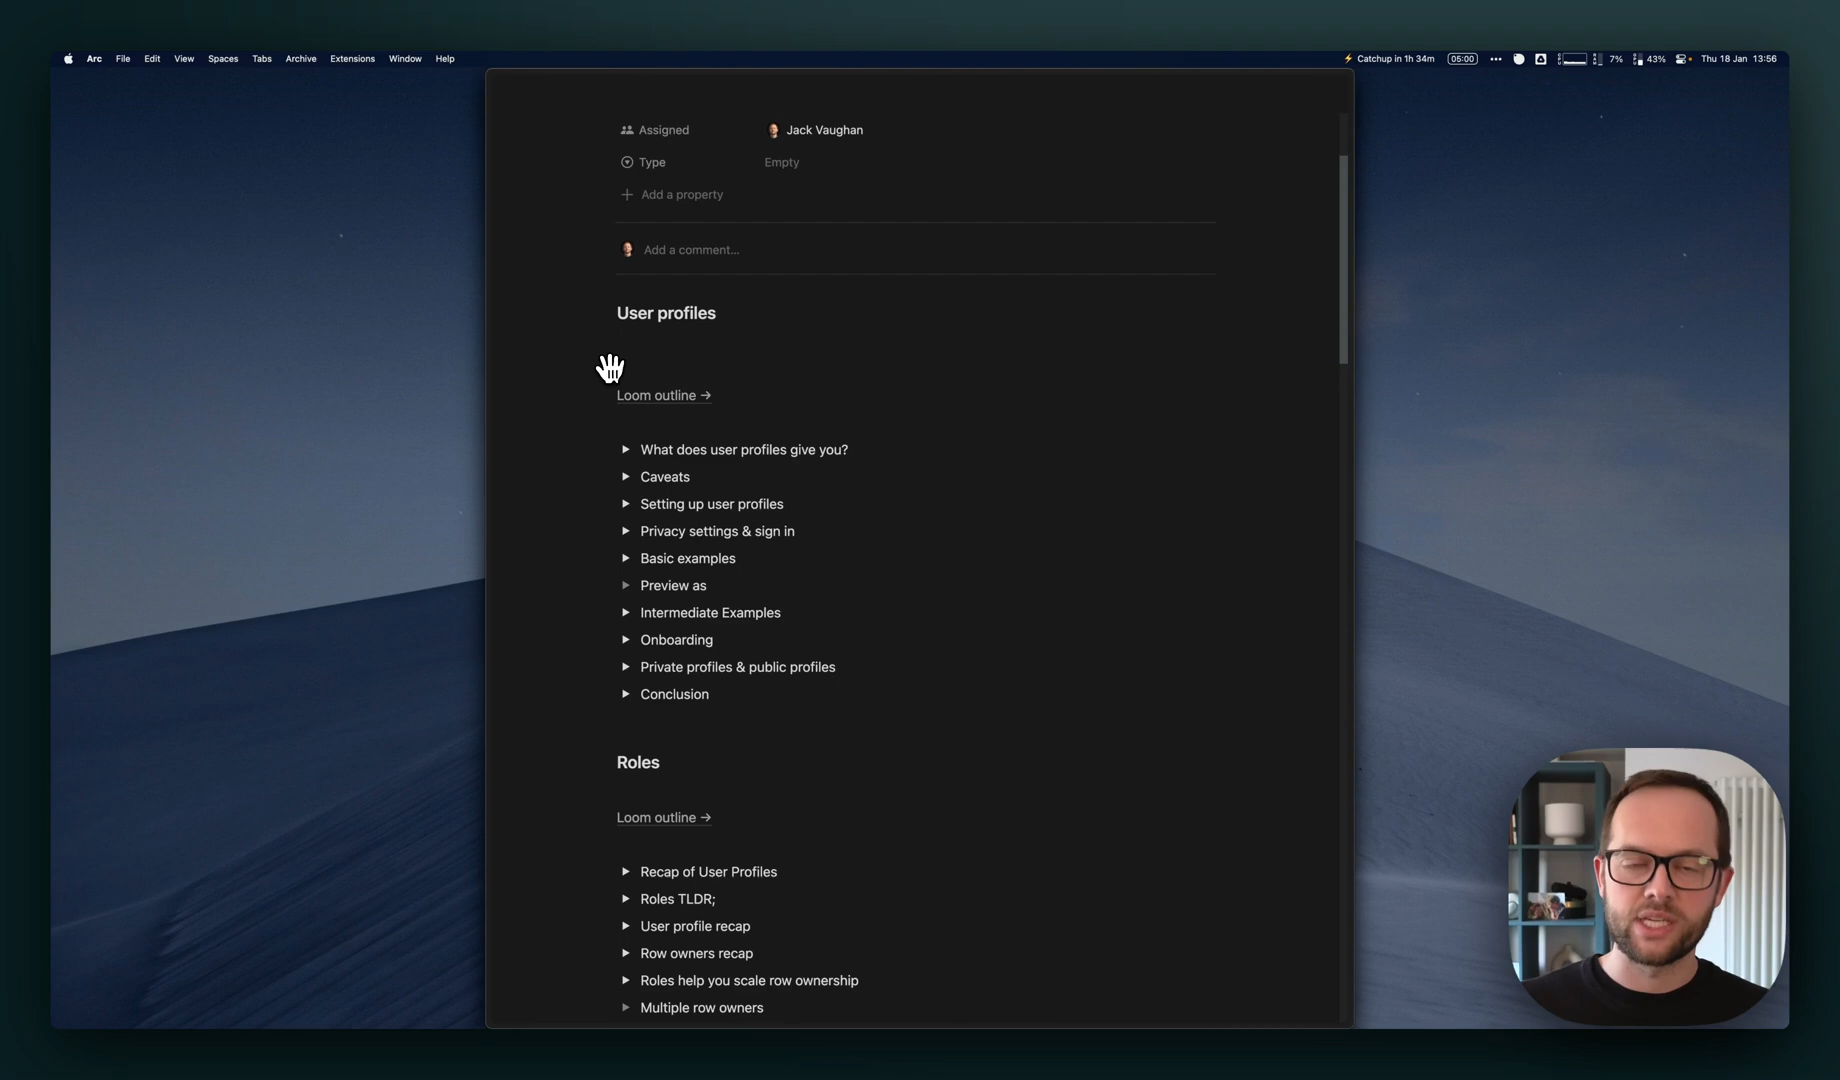 Arc File Edit View Spaces Tabs Archive Extensions Window Help
Catchup in 1h 34m 05:00 ••• 7% 43% Thu 18 Jan 13:56
Assigned Jack Vaughan
Type Empty
Add a property
Add a comment...
User profiles
Loom outline →
What does user profiles give you?
Caveats
Setting up user profiles
Privacy settings & sign in
Basic examples
Preview as
Intermediate Examples
Onboarding
Private profiles & public profiles
Conclusion
Roles
Loom outline →
Recap of User Profiles
Roles TLDR;
User profile recap
Row owners recap
Roles help you scale row ownership
Multiple row owners